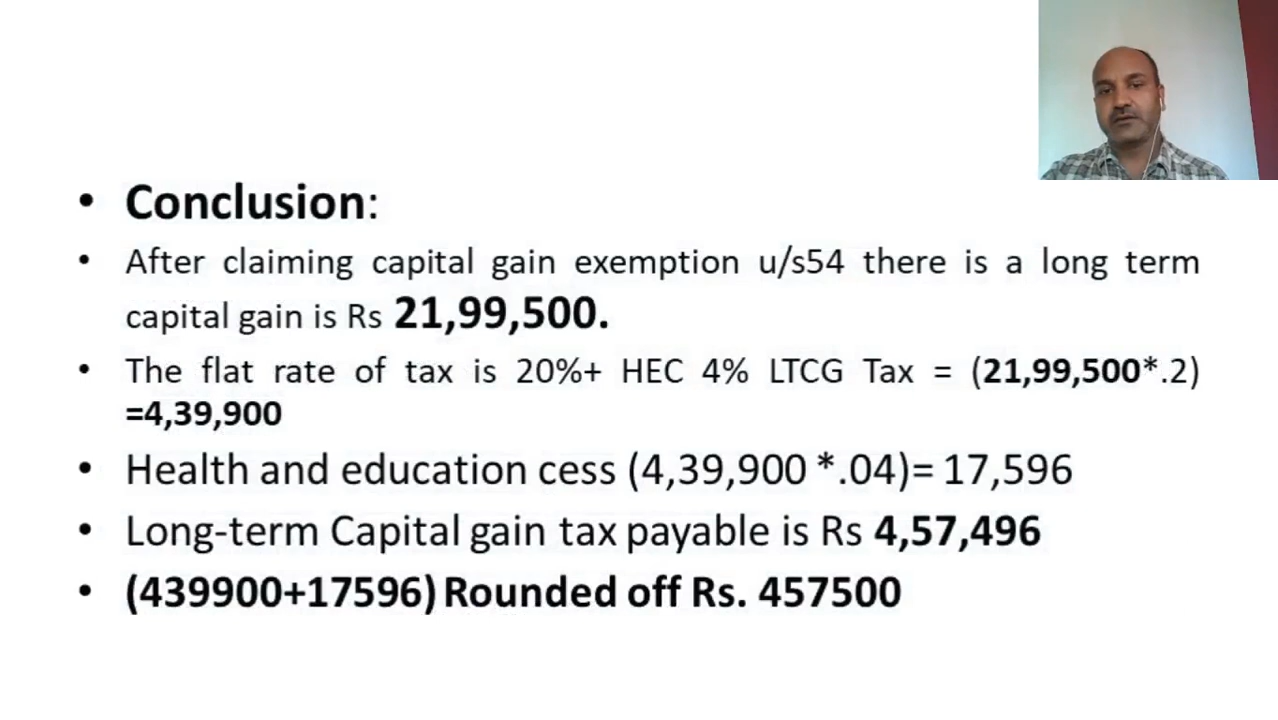 • Conclusion:
• After claiming capital gain exemption u/s54 there is a long term
capital gain is Rs 21,99,500.
• The flat rate of tax is 20%+ HEC 4% LTCG Tax = (21,99,500*.2)
=4,39,900
• Health and education cess (4,39,900 *.04)= 17,596
• Long-term Capital gain tax payable is Rs 4,57,496
• (439900+17596) Rounded off Rs. 457500